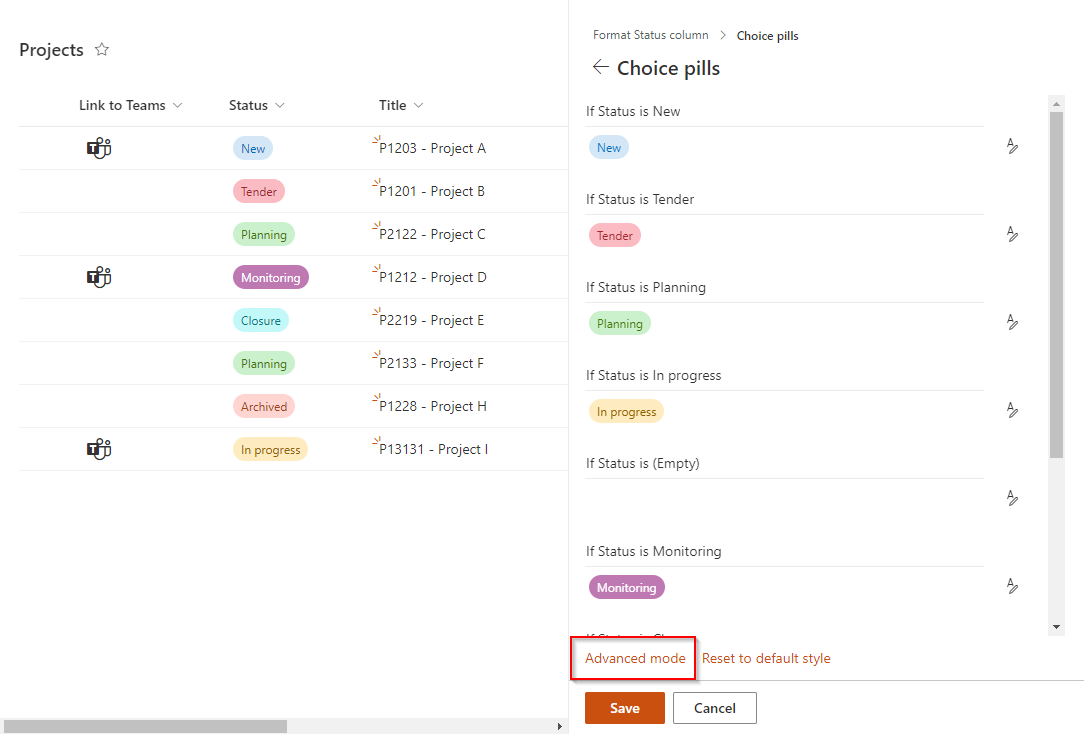 Projects
Link to Teams Status Title
New P1203 - Project A
Tender P1201 - Project B
Planning P2122 - Project C
Monitoring P1212 - Project D
Closure P2219 - Project E
Planning P2133 - Project F
Archived P1228 - Project H
In progress P13131 - Project I
Format Status column > Choice pills
Choice pills
If Status is New
New
If Status is Tender
Tender
If Status is Planning
Planning
If Status is In progress
In progress
If Status is (Empty)
If Status is Monitoring
Monitoring
Advanced mode Reset to default style
Save Cancel